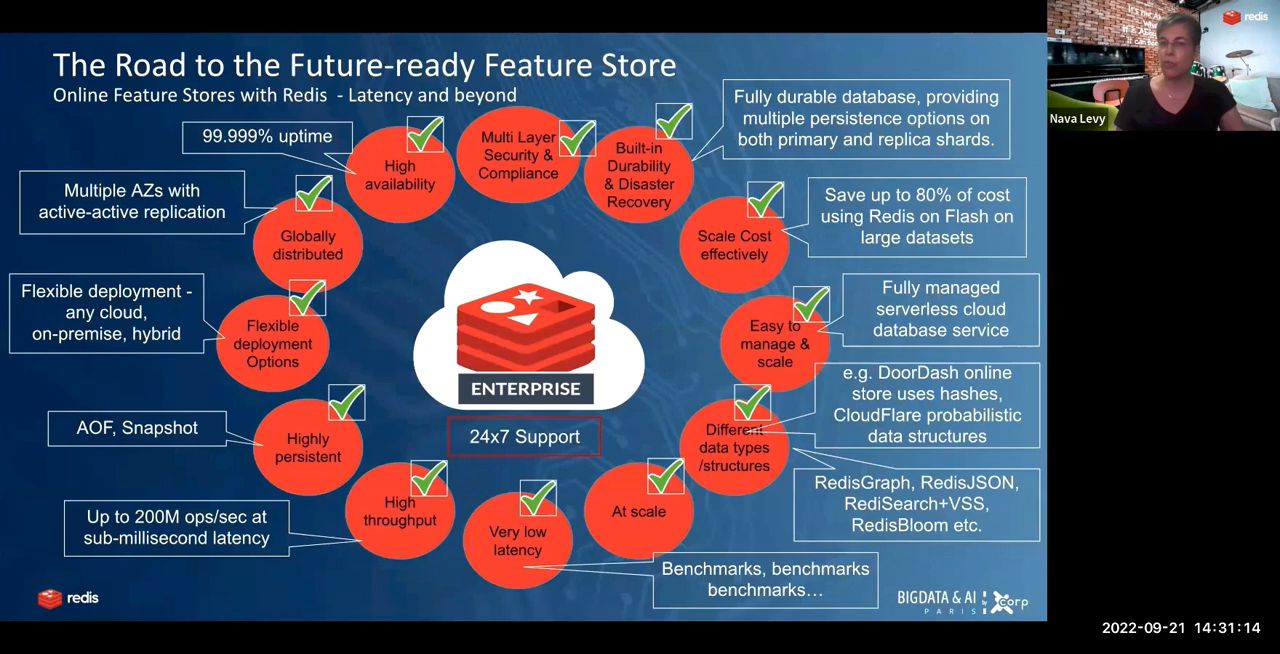 The Road to the Future-ready Feature Store
Online Feature Stores with Redis - Latency and beyond
99.999% uptime
High
availability
Multi Layer
Security &
Compliance
Built-in
Durability
& Disaster
Recovery
Fully durable database, providing
multiple persistence options on
both primary and replica shards.
Multiple AZs with
active-active replication
Globally
distributed
Scale Cost
effectively
Save up to 80% of cost
using Redis on Flash on
large datasets
Flexible deployment -
any cloud,
on-premise, hybrid
Flexible
deployment
Options
Easy to
manage &
scale
Fully managed
serverless cloud
database service
ENTERPRISE
24x7 Support
AOF, Snapshot
Highly
persistent
Different
data types
/structures
e.g. DoorDash online
store uses hashes,
CloudFlare probabilistic
data structures
RedisGraph, RedisJSON,
RediSearch+VSS,
RedisBloom etc.
Up to 200M ops/sec at
sub-millisecond latency
High
throughput
Very low
latency
At scale
Benchmarks, benchmarks
benchmarks...
redis
BIGDATA & AI
PARIS
by
corp
redis
Nava Levy
2022-09-21 14:31:14